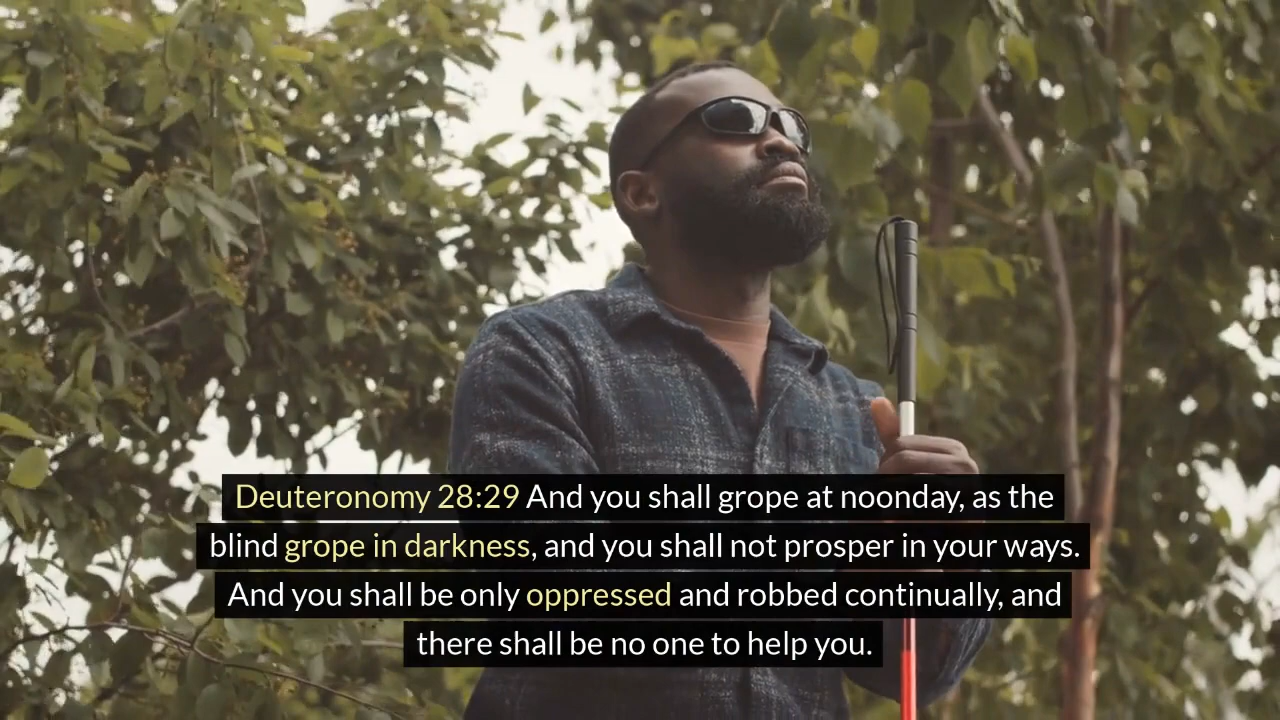 Deuteronomy 28:29 And you shall grope at noonday, as the
blind grope in darkness, and you shall not prosper in your ways.
And you shall be only oppressed and robbed continually, and
there shall be no one to help you.